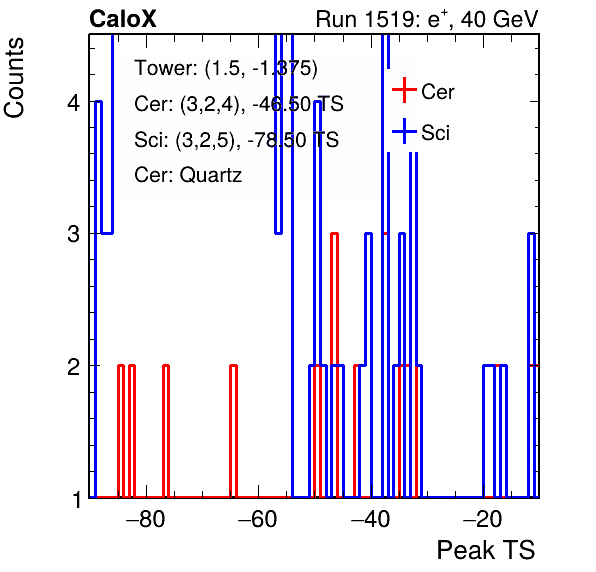 CaloX Run 1519: e⁺, 40 GeV
Counts
Tower: (1.5, -1.375)
Cer: (3,2,4), -46.50 TS
Sci: (3,2,5), -78.50 TS
Cer: Quartz
Cer
Sci
4
3
2
1
−80 −60 −40 −20
Peak TS